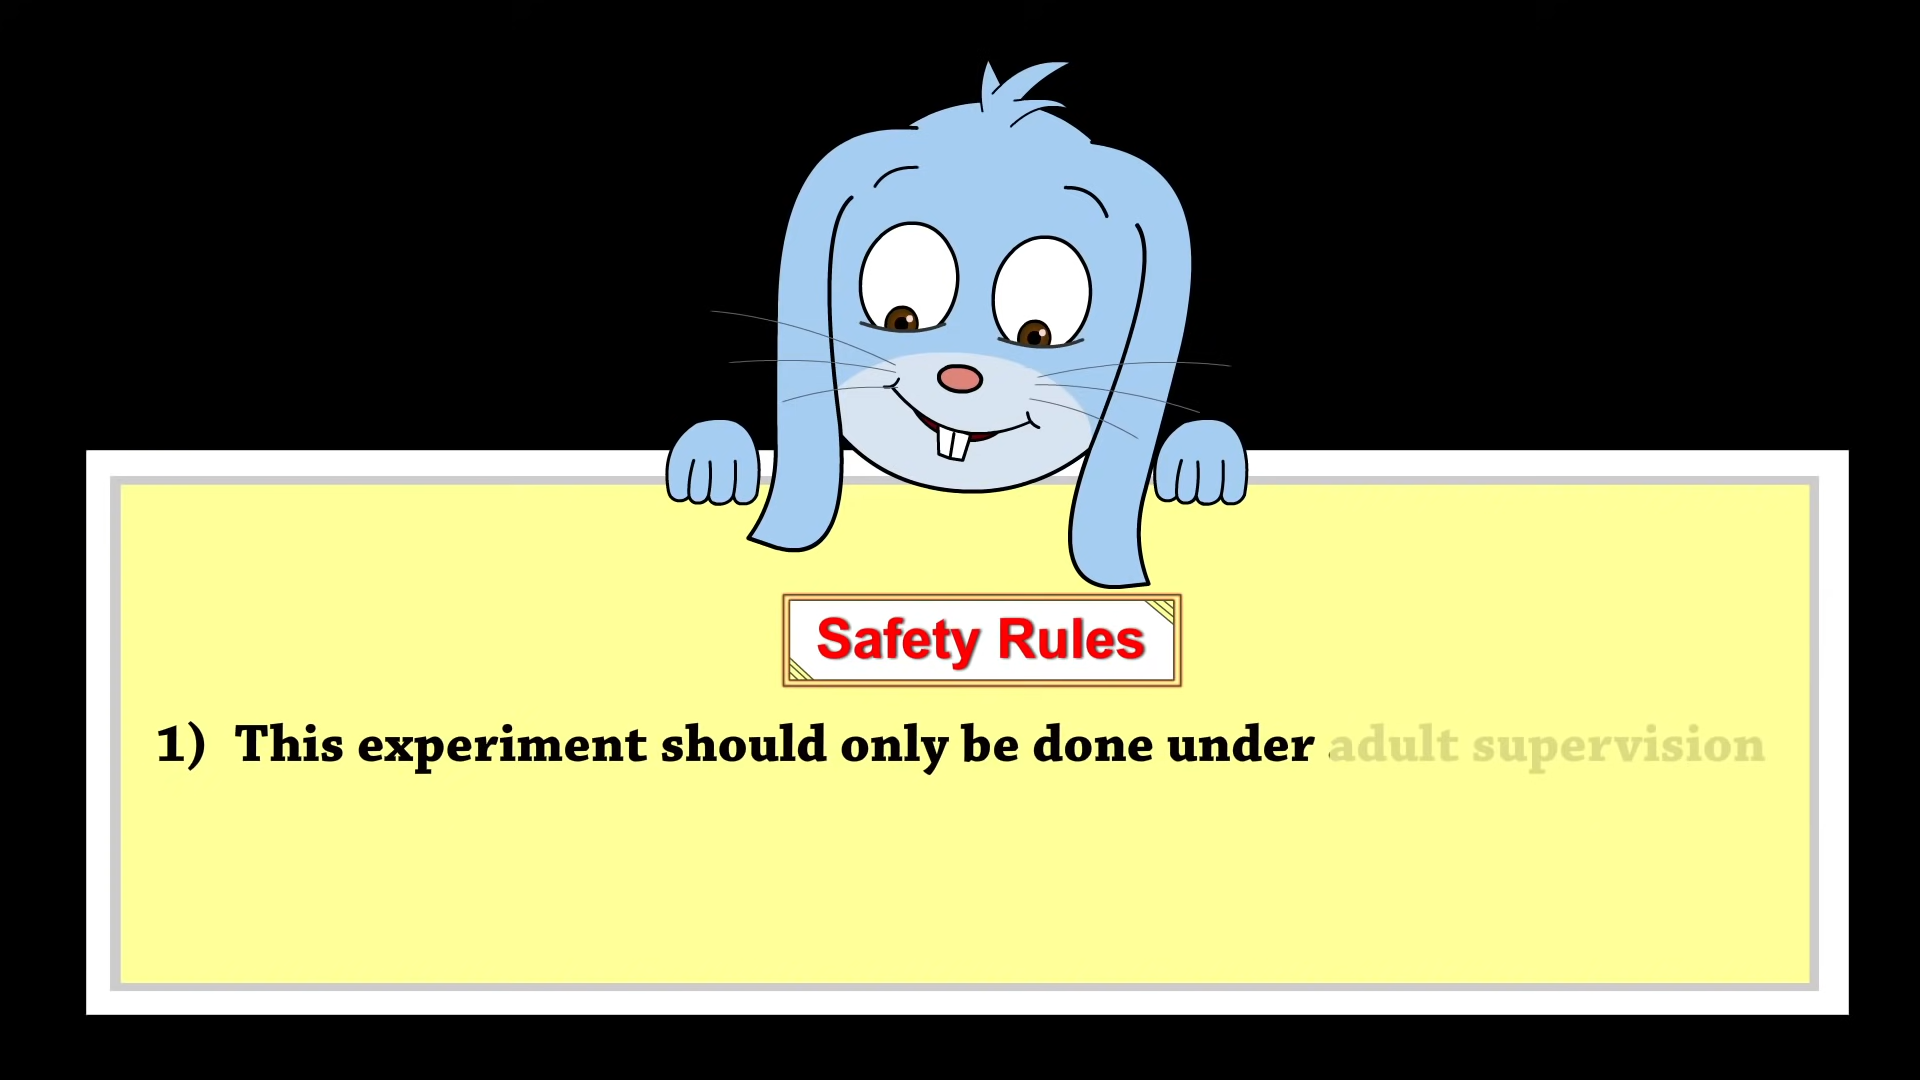 Safety Rules
1) This experiment should only be done under adult supervision